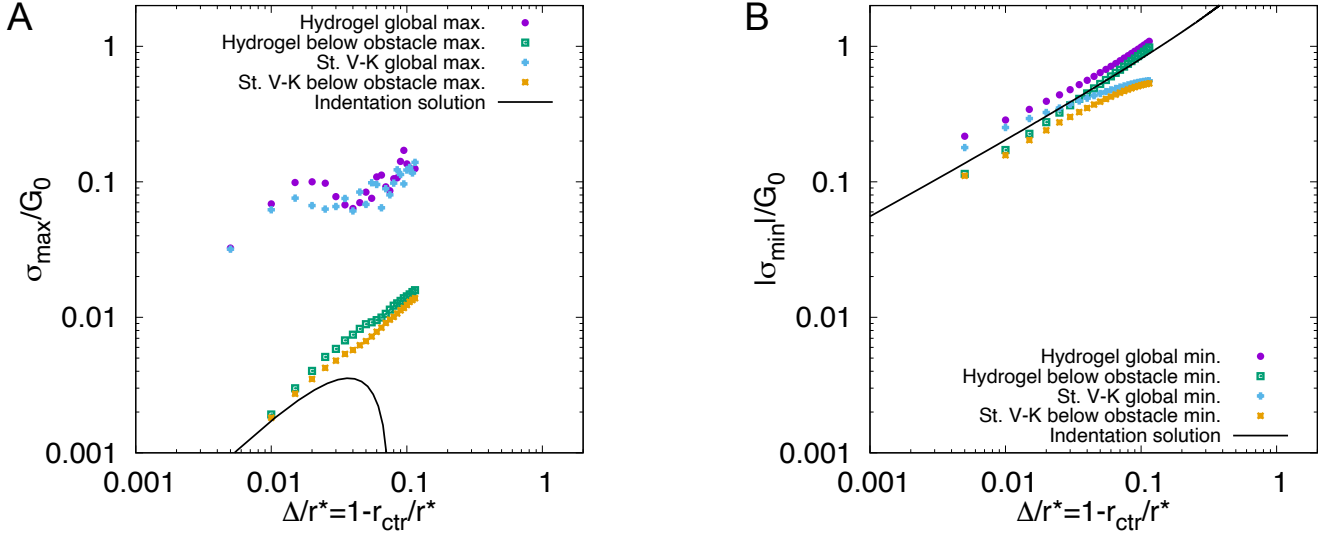 A
Hydrogel global max.
Hydrogel below obstacle max.
St. V-K global max.
St. V-K below obstacle max.
Indentation solution
1
0.1
0.01
0.001
σmax/G0
0.001
0.01
0.1
1
Δ/r*=1-rctr/r*
B
1
0.1
0.01
0.001
|σmin|/G0
Hydrogel global min.
Hydrogel below obstacle min.
St. V-K global min.
St. V-K below obstacle min.
Indentation solution
0.001
0.01
0.1
1
Δ/r*=1-rctr/r*